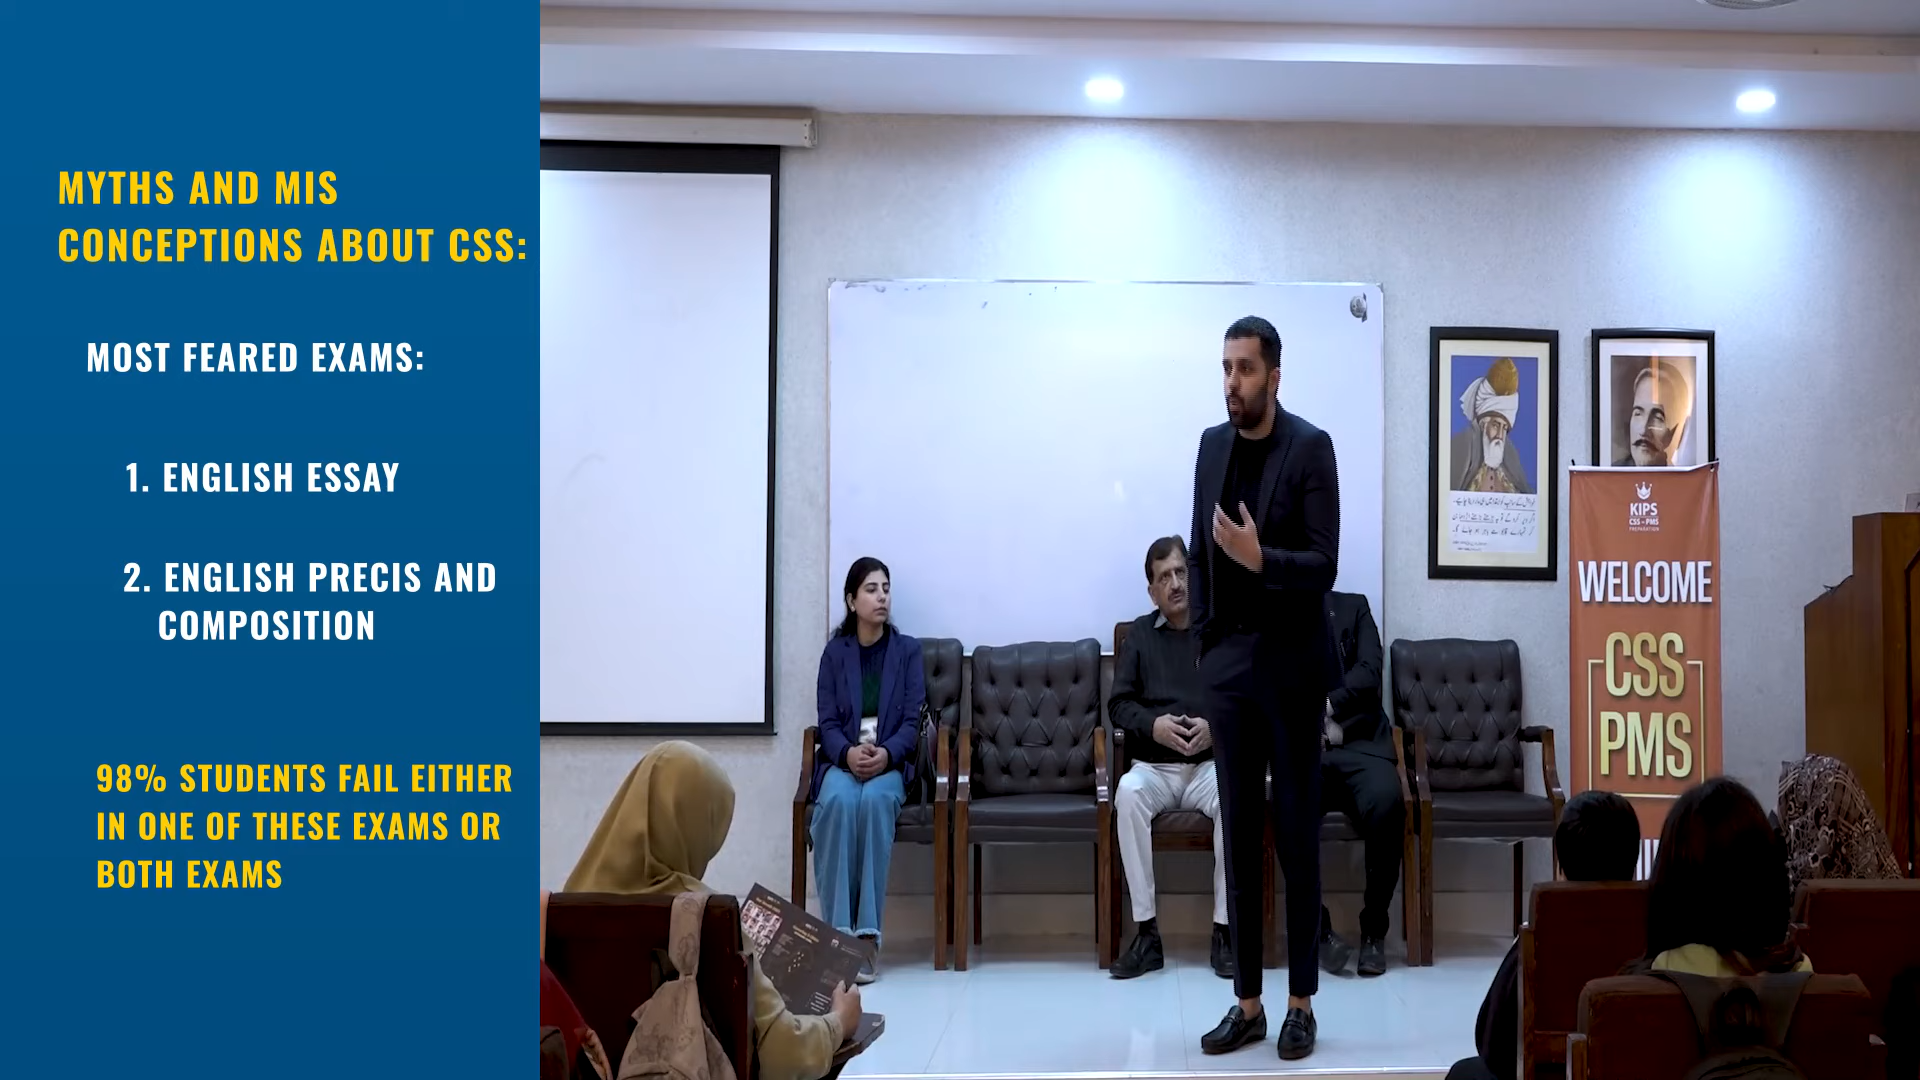 MYTHS AND MIS
CONCEPTIONS ABOUT CSS:
MOST FEARED EXAMS:
1. ENGLISH ESSAY
2. ENGLISH PRECIS AND
COMPOSITION
98% STUDENTS FAIL EITHER
IN ONE OF THESE EXAMS OR
BOTH EXAMS
KIPS
CSS - PMS
PREPARATION
WELCOME
CSS
PMS